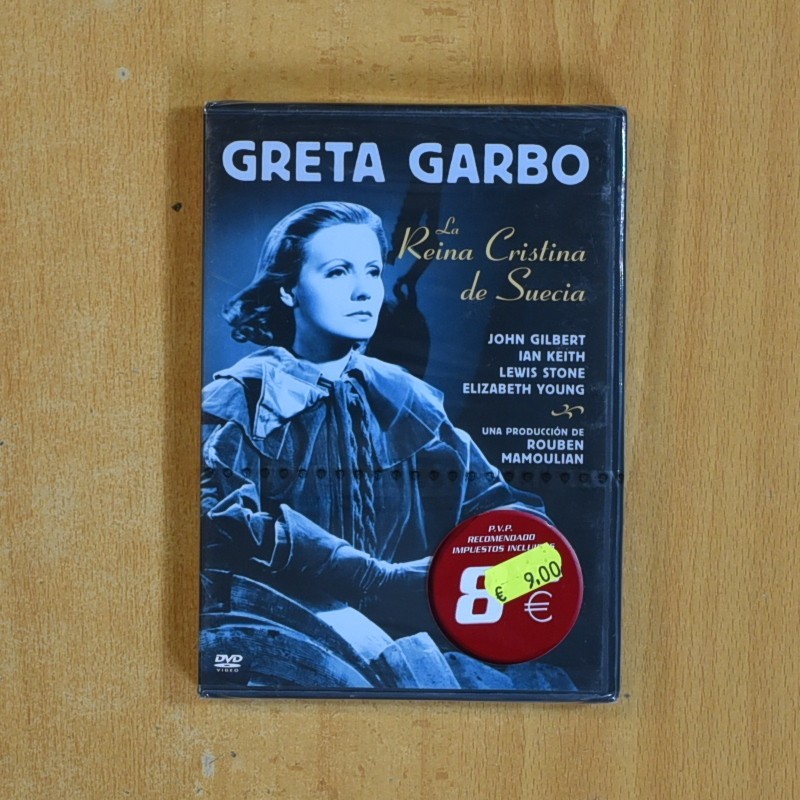 GRETA GARBO
La
Reina Cristina
de Suecia
JOHN GILBERT
IAN KEITH
LEWIS STONE
ELIZABETH YOUNG
UNA PRODUCCIÓN DE
ROUBEN
MAMOULIAN
P.V.P.
RECOMENDADO
IMPUESTOS
8 €
€ 9,00
DVD
VIDEO